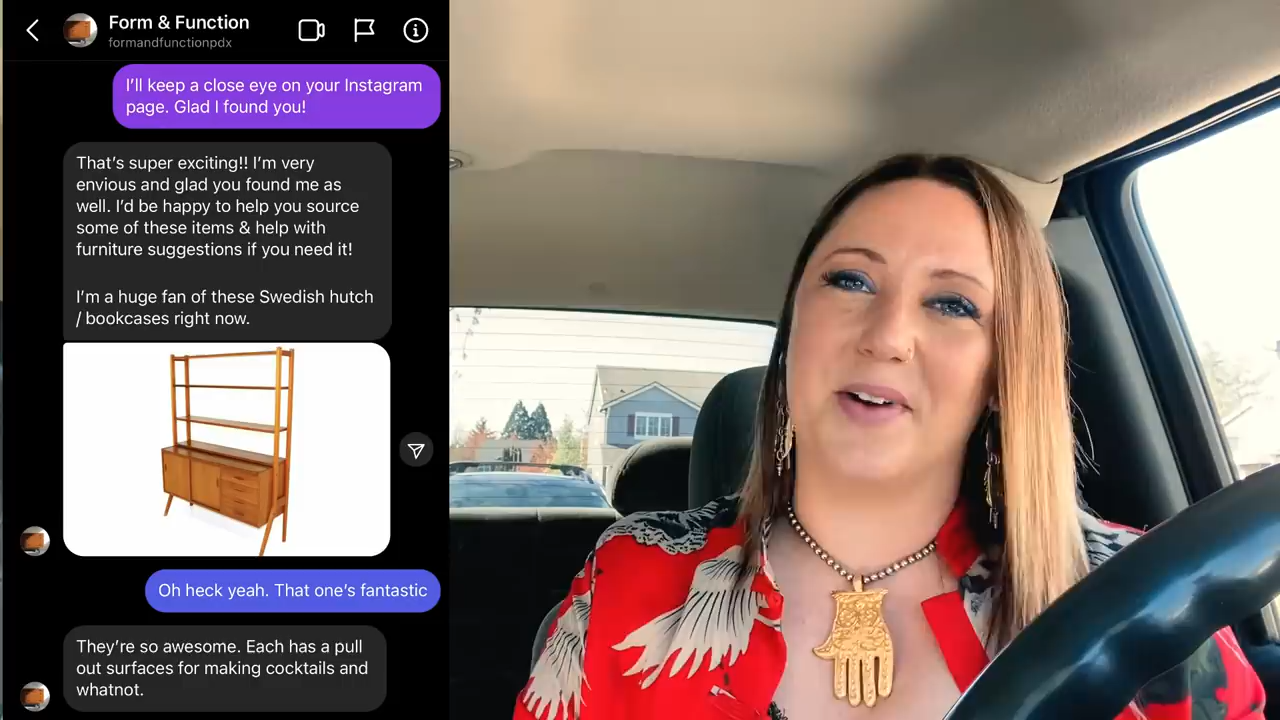 Form & Function
formandfunctionpdx
I'll keep a close eye on your Instagram
page. Glad I found you!
That's super exciting!! I'm very
envious and glad you found me as
well. I'd be happy to help you source
some of these items & help with
furniture suggestions if you need it!
I'm a huge fan of these Swedish hutch
/ bookcases right now.
Oh heck yeah. That one's fantastic
They're so awesome. Each has a pull
out surfaces for making cocktails and
whatnot.